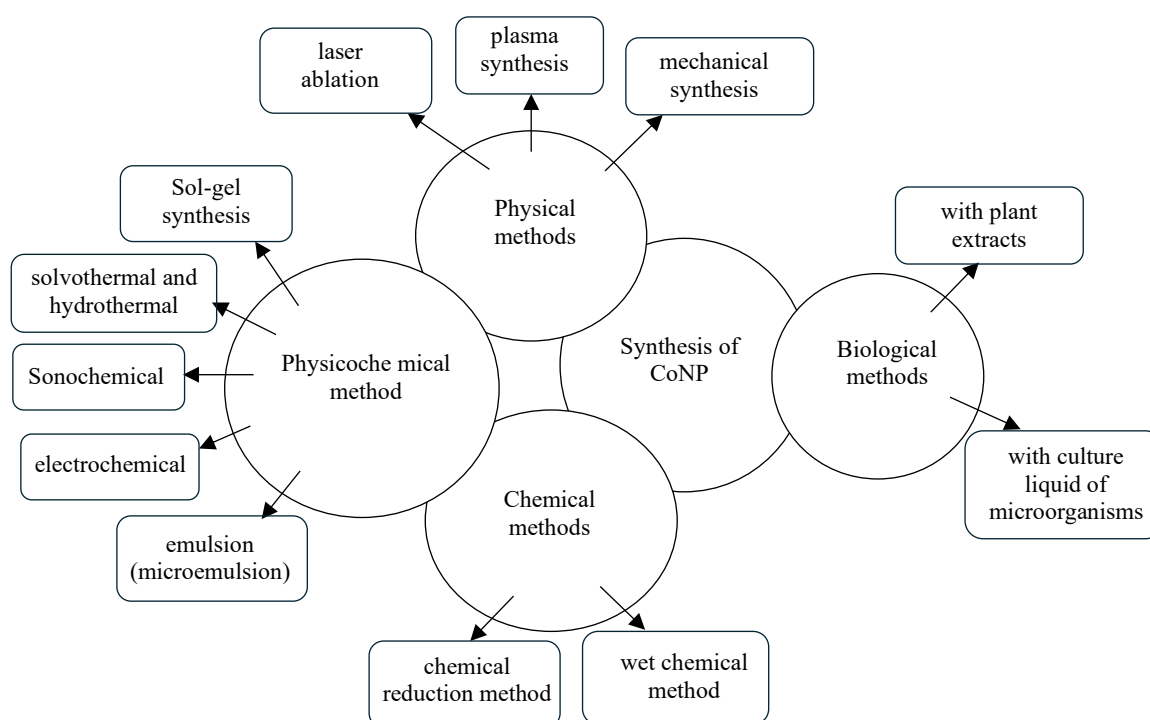 laser
ablation
plasma
synthesis
mechanical
synthesis
Physical
methods
Sol-gel
synthesis
solvothermal and
hydrothermal
Sonochemical
electrochemical
emulsion
(microemulsion)
Physicoche mical
method
Synthesis of
CoNP
Biological
methods
with plant
extracts
with culture
liquid of
microorganisms
Chemical
methods
chemical
reduction method
wet chemical
method